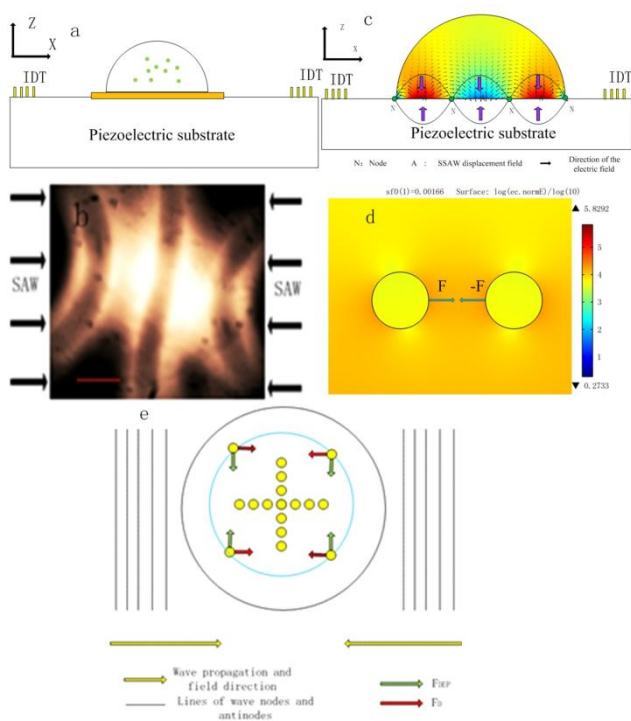 Z
a
X
IDT
IDT
Piezoelectric substrate
Z
c
X
IDT
IDT
N
N
N
N
Piezoelectric substrate
N: Node A : SSAW displacement field Direction of the electric field
b
SAW
SAW
sf0(1)=0.00166 Surface: log(ec.normE)/log(10)
d
F -F
▲ 5.8292
5
4
3
2
1
▼ 0.2733
e
Wave propagation and
field direction
Lines of wave nodes and
antinodes
FDEP
FD